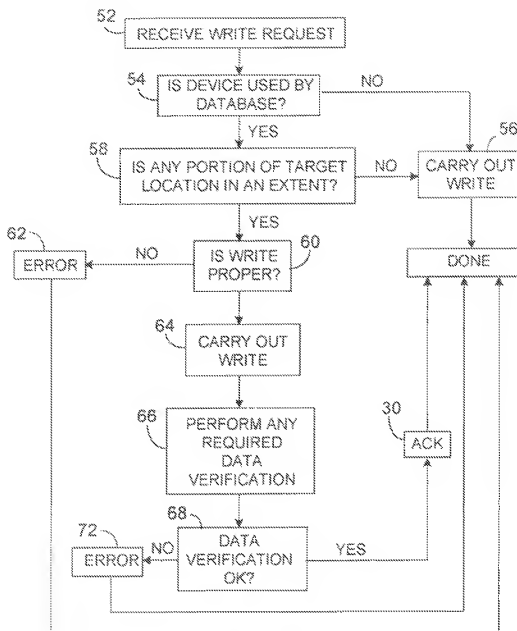 52
RECEIVE WRITE REQUEST
54
IS DEVICE USED BY
DATABASE?
NO
YES
56
58
IS ANY PORTION OF TARGET
LOCATION IN AN EXTENT?
NO
CARRY OUT
WRITE
YES
62
ERROR
NO
IS WRITE
PROPER?
60
DONE
64
CARRY OUT
WRITE
66
PERFORM ANY
REQUIRED
DATA
VERIFICATION
30
ACK
68
72
ERROR
NO
DATA
VERIFICATION
OK?
YES